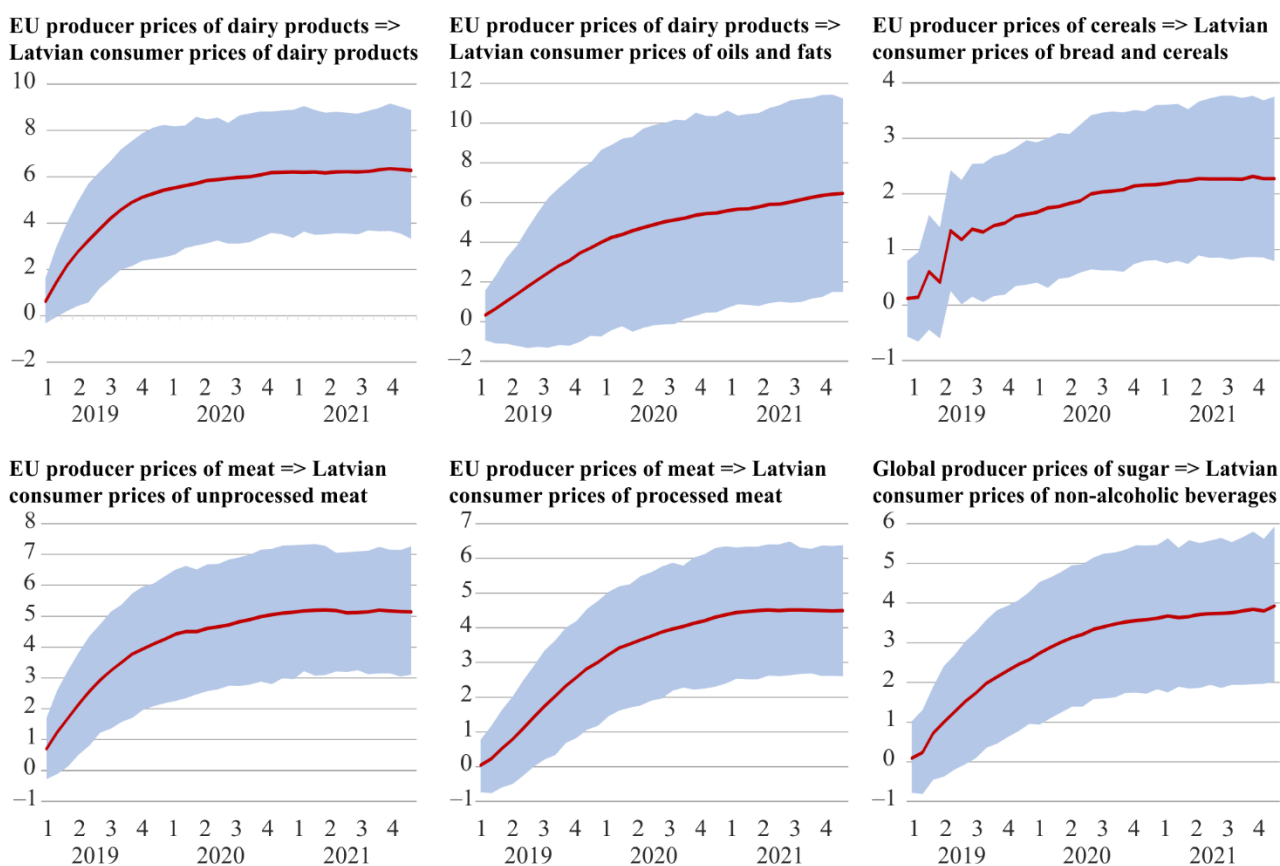 EU producer prices of dairy products =>
Latvian consumer prices of dairy products
10
8
6
4
2
0
–2
1 2 3 4 1 2 3 4 1 2 3 4
2019 2020 2021
EU producer prices of dairy products =>
Latvian consumer prices of oils and fats
12
10
8
6
4
2
0
–2
1 2 3 4 1 2 3 4 1 2 3 4
2019 2020 2021
EU producer prices of cereals => Latvian
consumer prices of bread and cereals
4
3
2
1
0
–1
1 2 3 4 1 2 3 4 1 2 3 4
2019 2020 2021
EU producer prices of meat => Latvian
consumer prices of unprocessed meat
8
7
6
5
4
3
2
1
0
–1
1 2 3 4 1 2 3 4 1 2 3 4
2019 2020 2021
EU producer prices of meat => Latvian
consumer prices of processed meat
7
6
5
4
3
2
1
0
–1
1 2 3 4 1 2 3 4 1 2 3 4
2019 2020 2021
Global producer prices of sugar => Latvian
consumer prices of non-alcoholic beverages
6
5
4
3
2
1
0
–1
1 2 3 4 1 2 3 4 1 2 3 4
2019 2020 2021